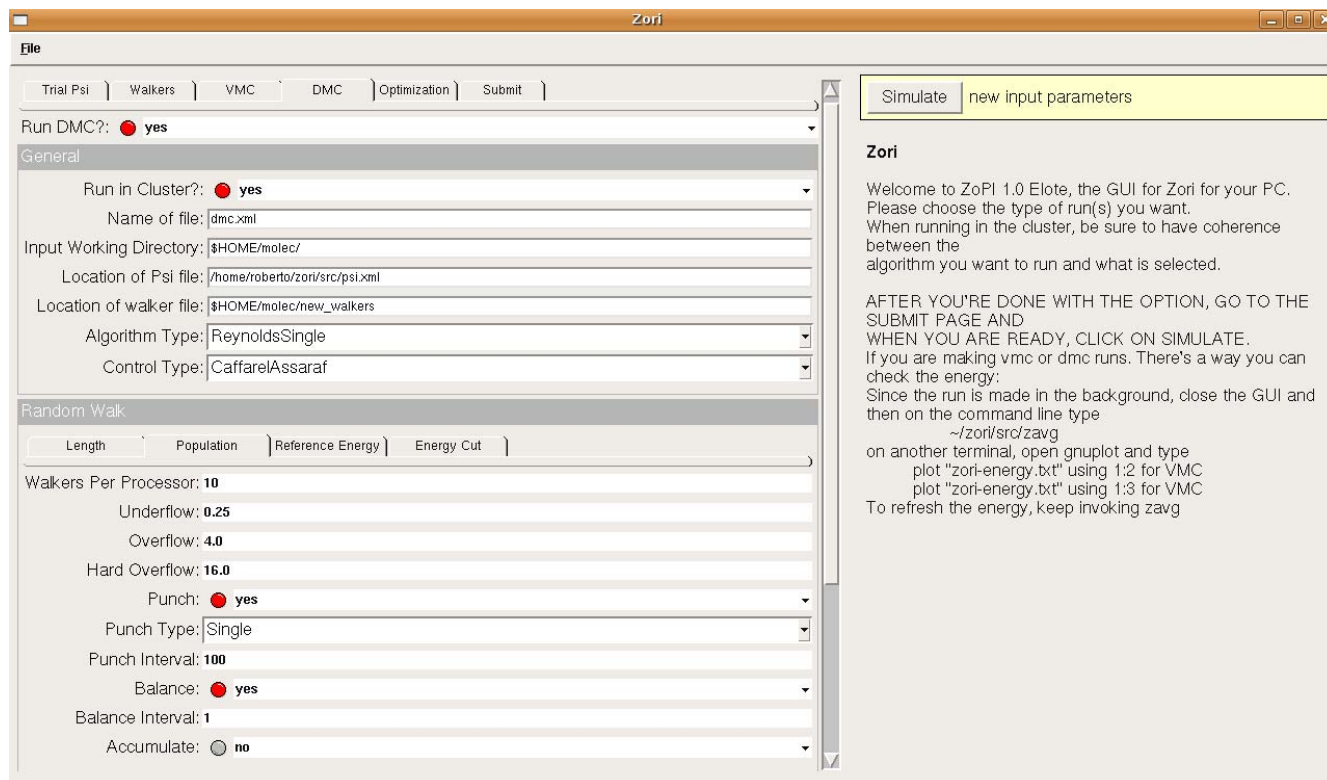 Zori
File
Trial Psi Walkers VMC DMC Optimization Submit
Run DMC?: yes
General
Run in Cluster?: yes
Name of file: dmc.xml
Input Working Directory: $HOME/molec/
Location of Psi file: /home/roberto/zori/src/psi.xml
Location of walker file: $HOME/molec/new_walkers
Algorithm Type: ReynoldsSingle
Control Type: CaffarelAssaraf
Random Walk
Length Population Reference Energy Energy Cut
Walkers Per Processor: 10
Underflow: 0.25
Overflow: 4.0
Hard Overflow: 16.0
Punch: yes
Punch Type: Single
Punch Interval: 100
Balance: yes
Balance Interval: 1
Accumulate: no
Simulate new input parameters
Zori
Welcome to ZoPI 1.0 Elote, the GUI for Zori for your PC.
Please choose the type of run(s) you want.
When running in the cluster, be sure to have coherence
between the
algorithm you want to run and what is selected.
AFTER YOU'RE DONE WITH THE OPTION, GO TO THE
SUBMIT PAGE AND
WHEN YOU ARE READY, CLICK ON SIMULATE.
If you are making vmc or dmc runs. There's a way you can
check the energy:
Since the run is made in the background, close the GUI and
then on the command line type
~/zori/src/zavg
on another terminal, open gnuplot and type
plot "zori-energy.txt" using 1:2 for VMC
plot "zori-energy.txt" using 1:3 for VMC
To refresh the energy, keep invoking zavg